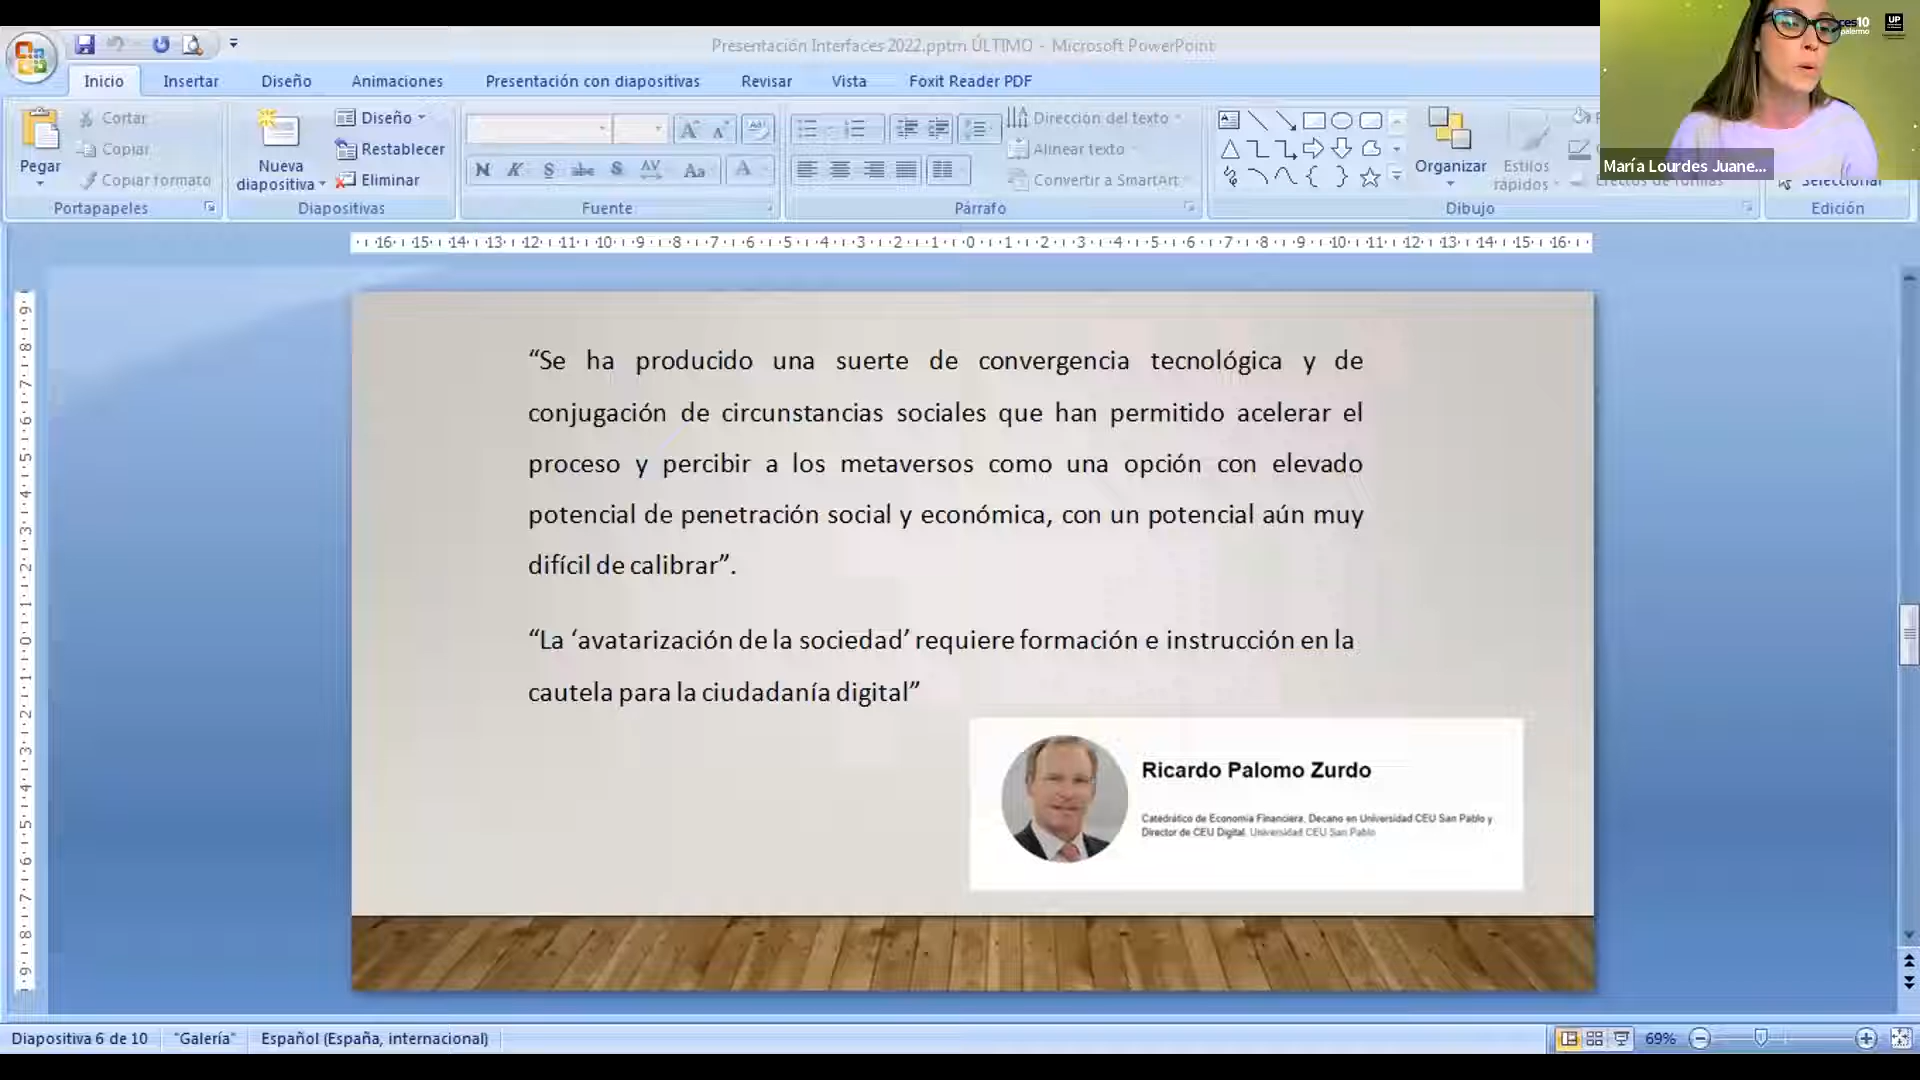 Presentación Interfaces 2022.pptm ÚLTIMO - Microsoft PowerPoint
Inicio
Insertar
Diseño
Animaciones
Presentación con diapositivas
Revisar
Vista
Foxit Reader PDF
Pegar
Cortar
Copiar
Copiar formato
Portapapeles
Nueva
diapositiva
Diseño
Restablecer
Eliminar
Diapositivas
Fuente
Dirección del texto
Alinear texto
Convertir a SmartArt
Párrafo
Organizar
Estilos
rápidos
Efectos de formas
Dibujo
Seleccionar
Edición
10
palermo
UP
María Lourdes Juane...
“Se ha producido una suerte de convergencia tecnológica y de
conjugación de circunstancias sociales que han permitido acelerar el
proceso y percibir a los metaversos como una opción con elevado
potencial de penetración social y económica, con un potencial aún muy
difícil de calibrar”.
“La ‘avatarización de la sociedad’ requiere formación e instrucción en la
cautela para la ciudadanía digital”
Ricardo Palomo Zurdo
Catedrático de Economía Financiera. Decano en Universidad CEU San Pablo y
Director de CEU Digital, Universidad CEU San Pablo
Diapositiva 6 de 10
"Galería"
Español (España, internacional)
69%